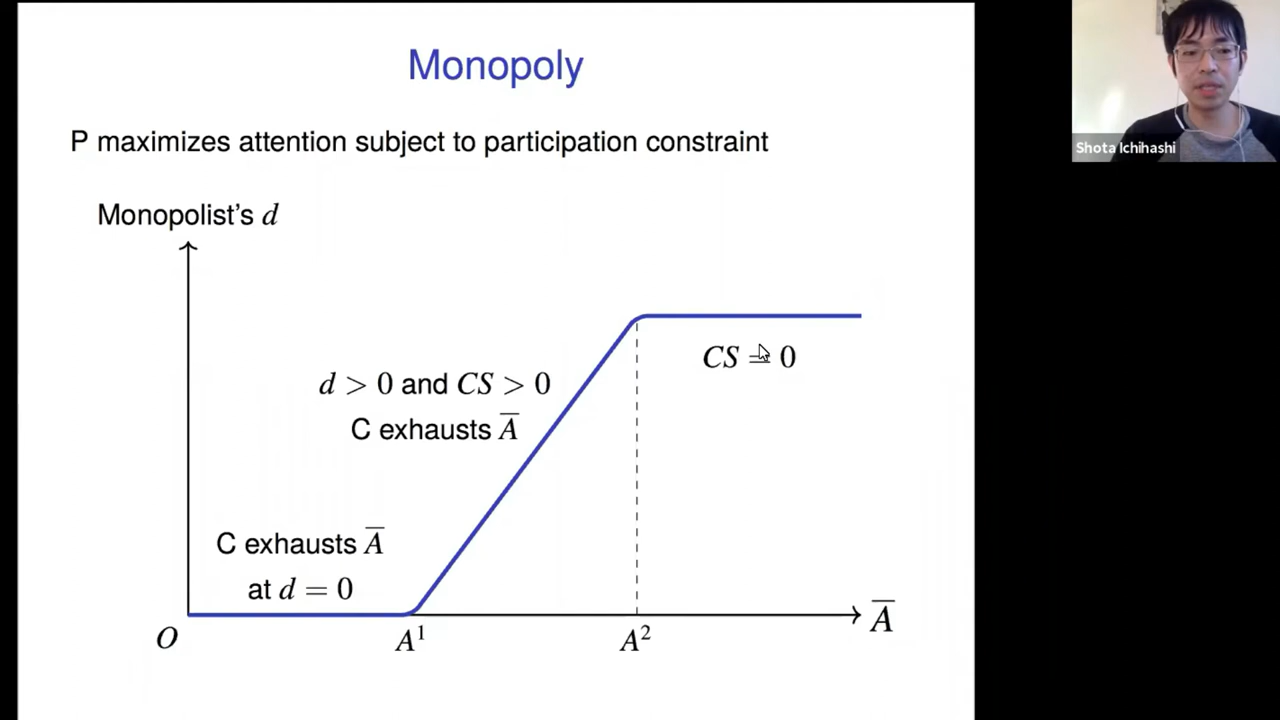 Monopoly
Shota Ichihashi
P maximizes attention subject to participation constraint
Monopolist's d
CS = 0
d > 0 and CS > 0
C exhausts A̅
C exhausts A̅
at d = 0
O
A¹
A²
A̅